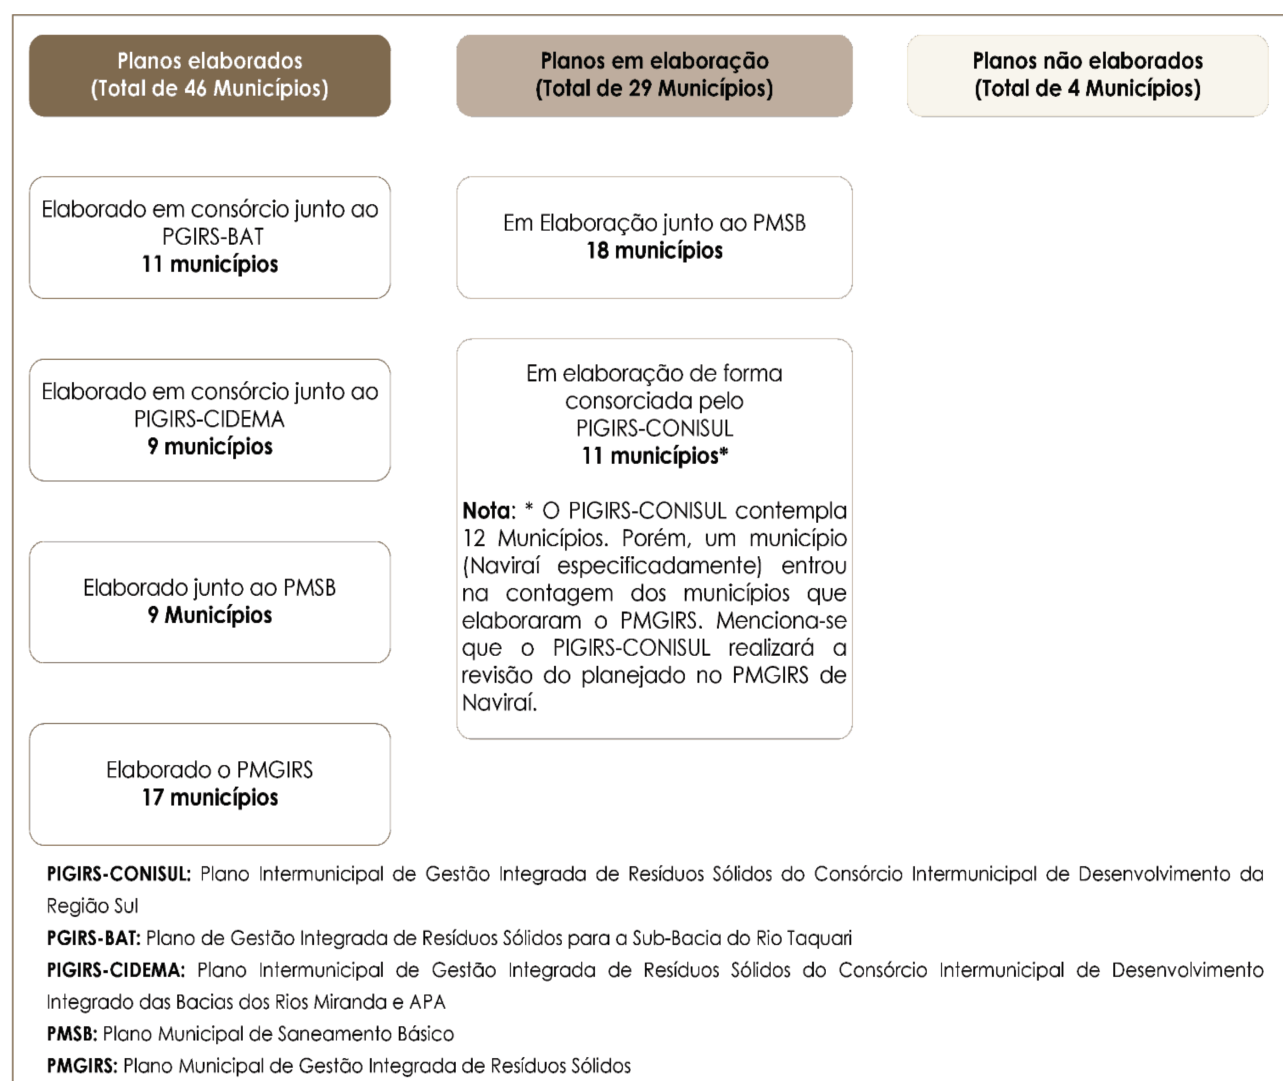 Planos elaborados
(Total de 46 Municípios)
Elaborado em consórcio junto ao
PGIRS-BAT
11 municípios
Elaborado em consórcio junto ao
PIGIRS-CIDEMA
9 municípios
Elaborado junto ao PMSB
9 Municípios
Elaborado o PMGIRS
17 municípios
Planos em elaboração
(Total de 29 Municípios)
Em Elaboração junto ao PMSB
18 municípios
Em elaboração de forma
consorciada pelo
PIGIRS-CONISUL
11 municípios*
Nota: * O PIGIRS-CONISUL contempla
12 Municípios. Porém, um município
(Naviraí especificadamente) entrou
na contagem dos municípios que
elaboraram o PMGIRS. Menciona-se
que o PIGIRS-CONISUL realizará a
revisão do planejado no PMGIRS de
Naviraí.
Planos não elaborados
(Total de 4 Municípios)
PIGIRS-CONISUL: Plano Intermunicipal de Gestão Integrada de Resíduos Sólidos do Consórcio Intermunicipal de Desenvolvimento da
Região Sul
PGIRS-BAT: Plano de Gestão Integrada de Resíduos Sólidos para a Sub-Bacia do Rio Taquari
PIGIRS-CIDEMA: Plano Intermunicipal de Gestão Integrada de Resíduos Sólidos do Consórcio Intermunicipal de Desenvolvimento
Integrado das Bacias dos Rios Miranda e APA
PMSB: Plano Municipal de Saneamento Básico
PMGIRS: Plano Municipal de Gestão Integrada de Resíduos Sólidos